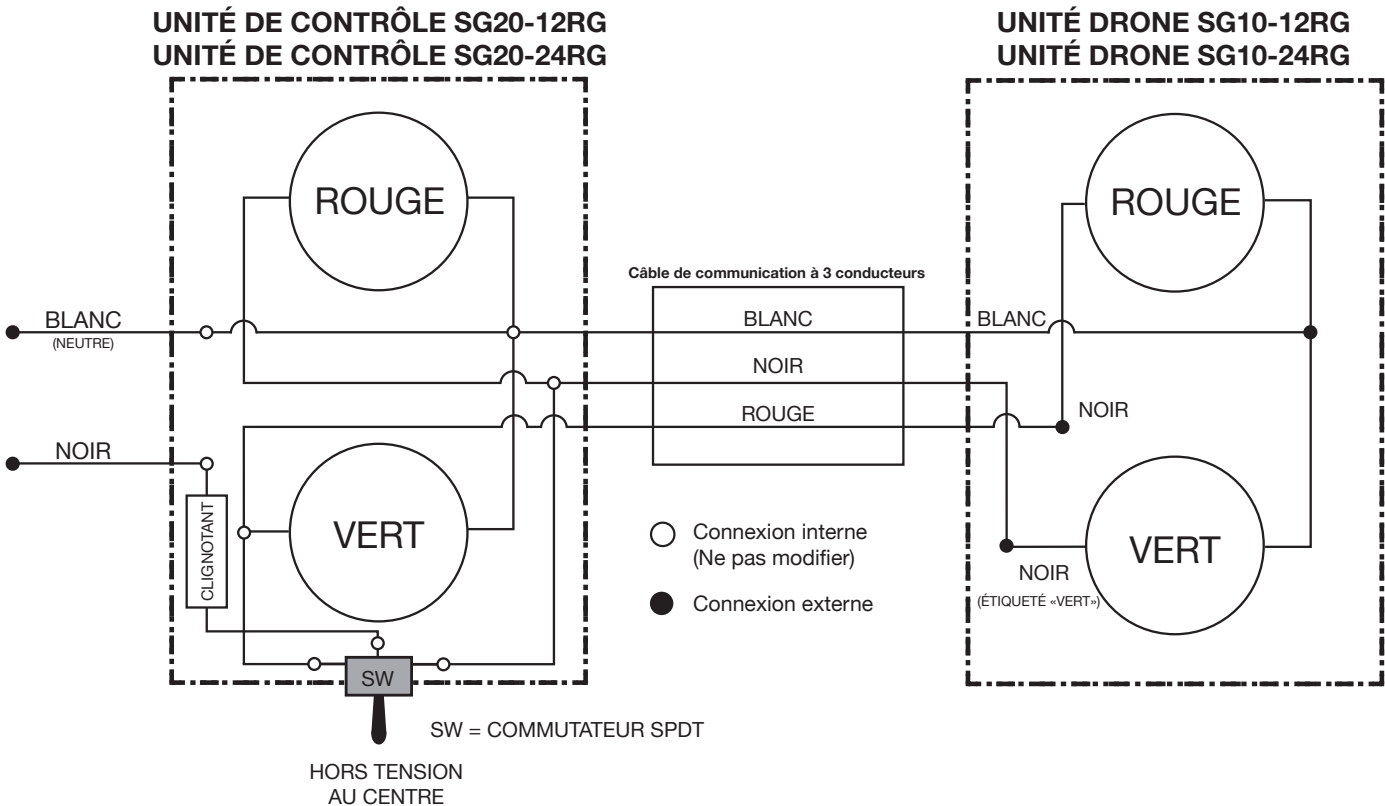 UNITÉ DE CONTRÔLE SG20-12RG
UNITÉ DE CONTRÔLE SG20-24RG
UNITÉ DRONE SG10-12RG
UNITÉ DRONE SG10-24RG
ROUGE
ROUGE
Câble de communication à 3 conducteurs
BLANC
(NEUTRE)
BLANC
BLANC
NOIR
ROUGE
NOIR
NOIR
CLIGNOTANT
VERT
VERT
Connexion interne
(Ne pas modifier)
Connexion externe
NOIR
(ÉTIQUETÉ «VERT»)
SW
SW = COMMUTATEUR SPDT
HORS TENSION
AU CENTRE